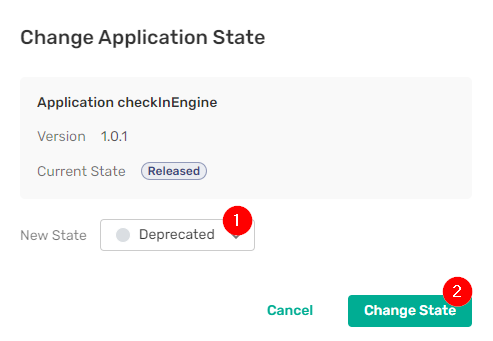 Change Application State
Application checkInEngine
Version 1.0.1
Current State Released
1
New State Deprecated
2
Cancel Change State